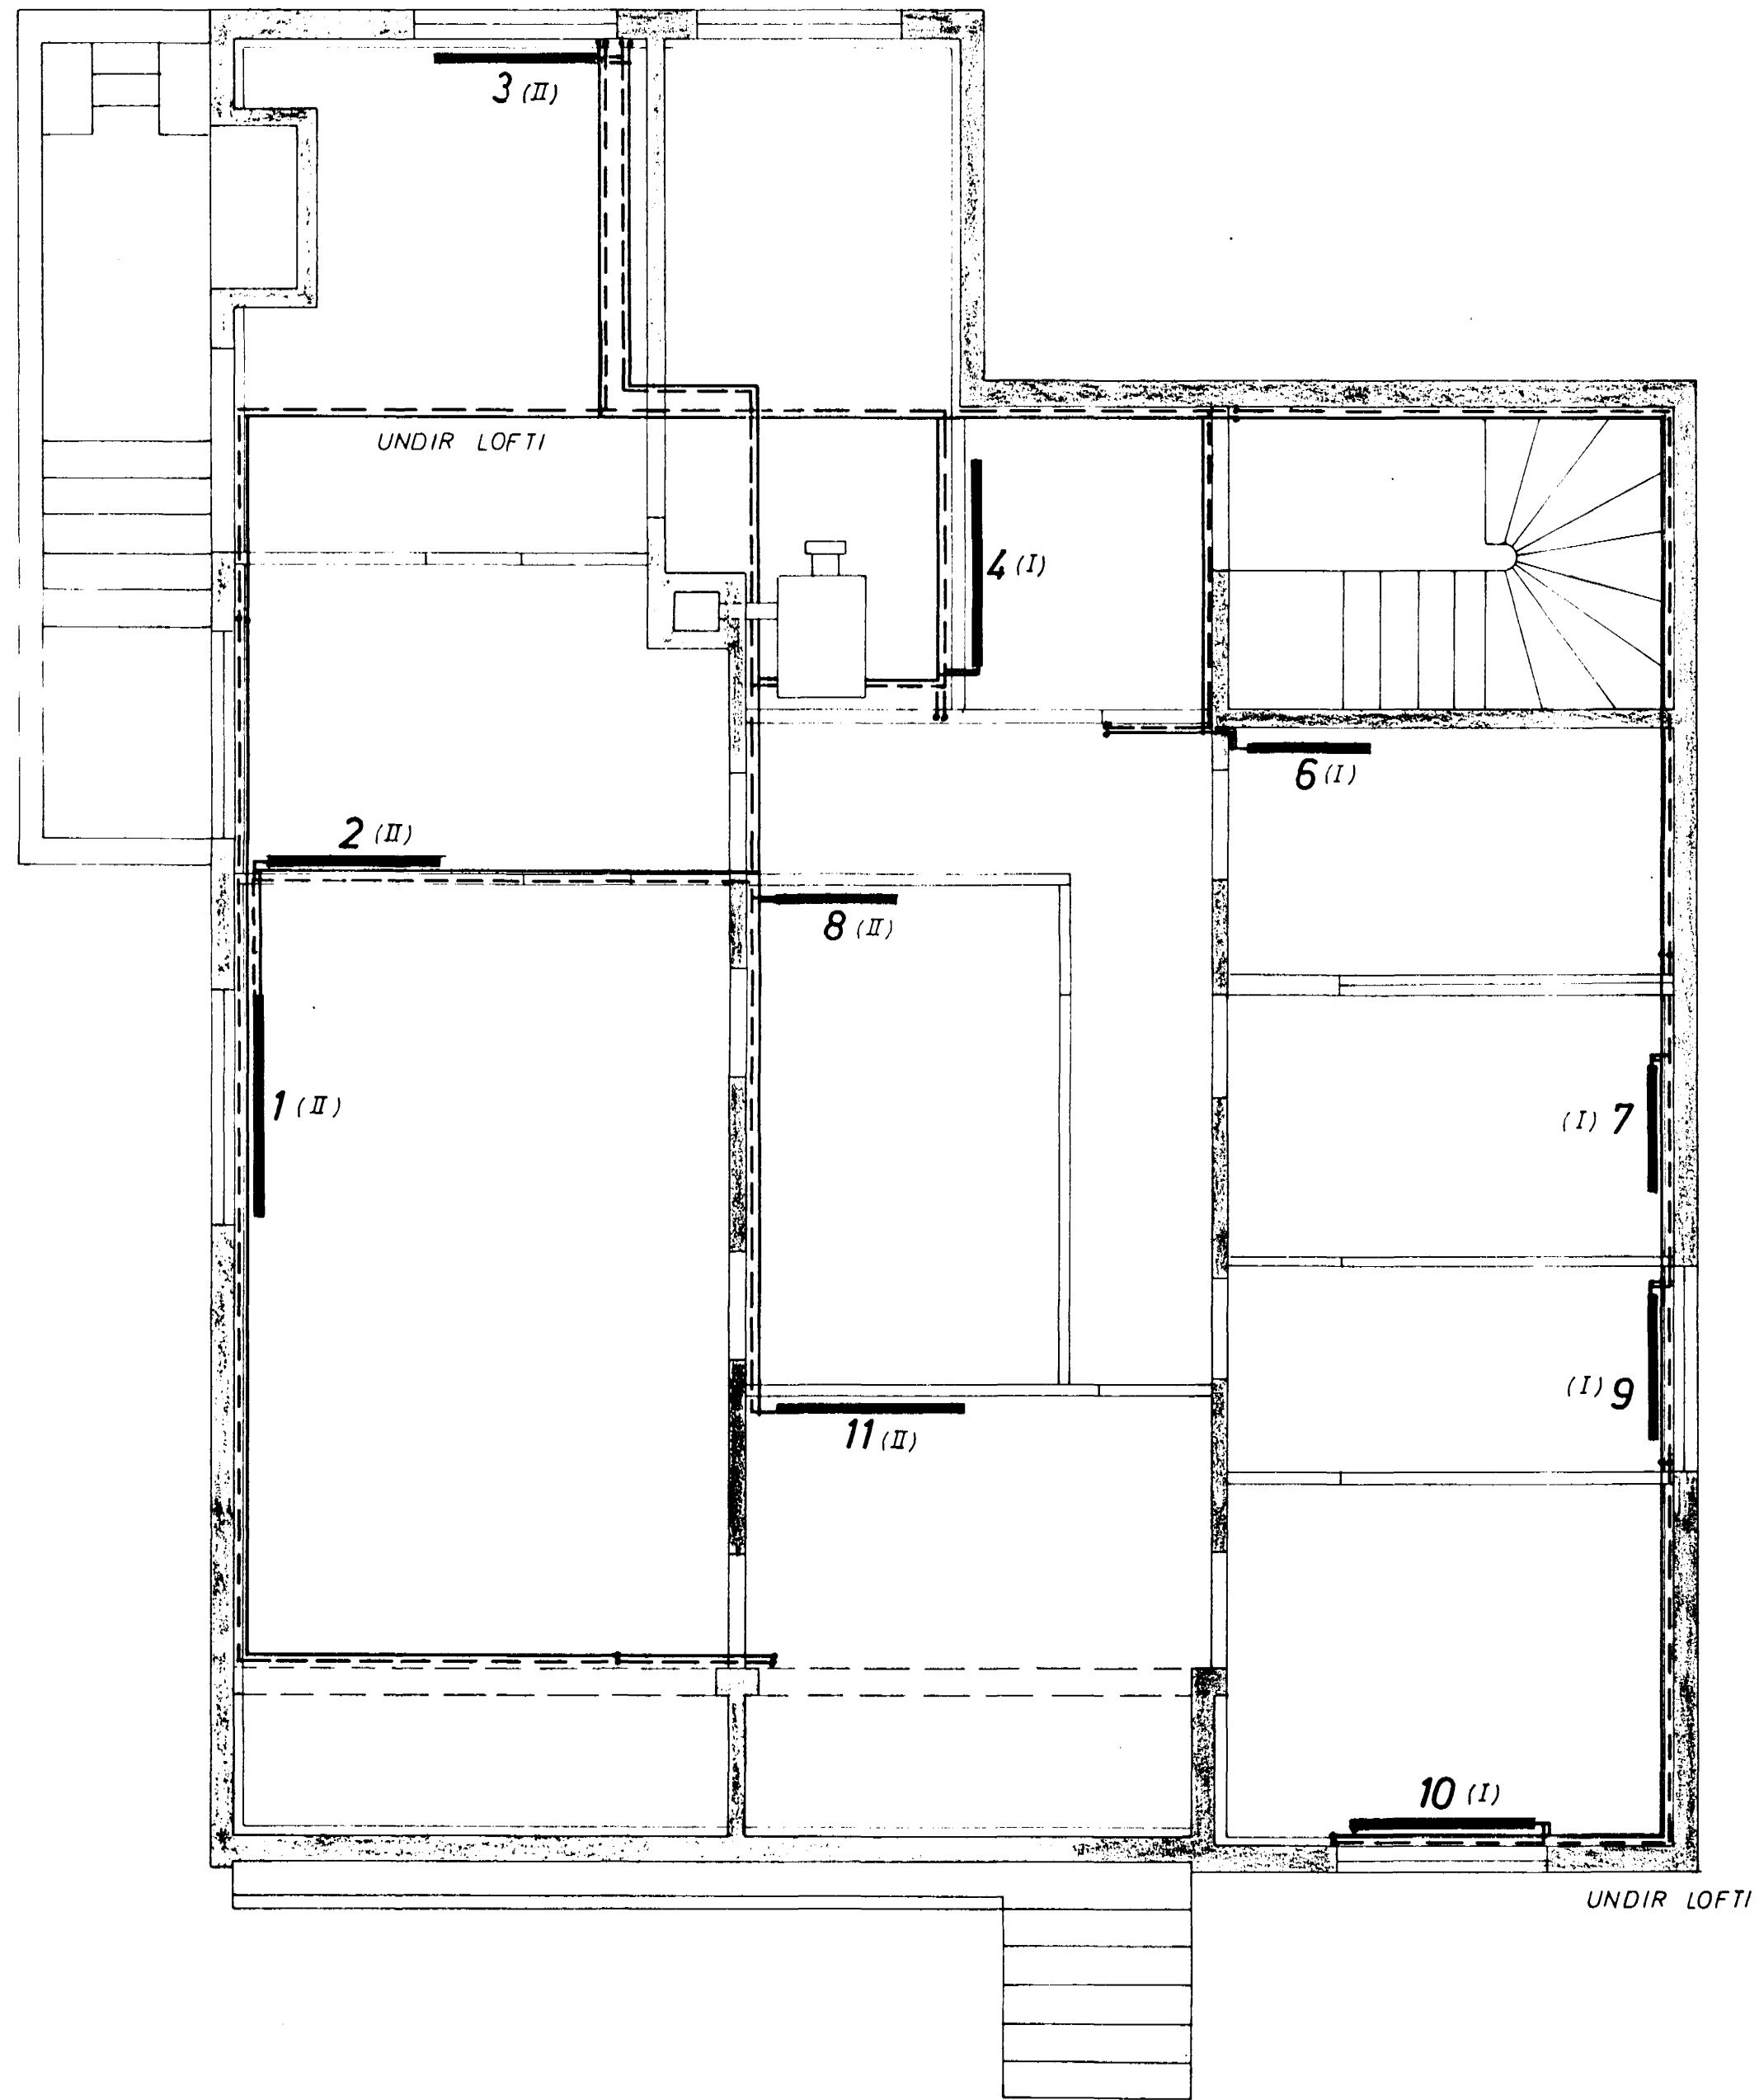 3 (II)
UNDIR LOFTI
4 (I)
6 (I)
2 (II)
8 (II)
1 (II)
(I) 7
(I) 9
11 (II)
10 (I)
UNDIR LOFTI